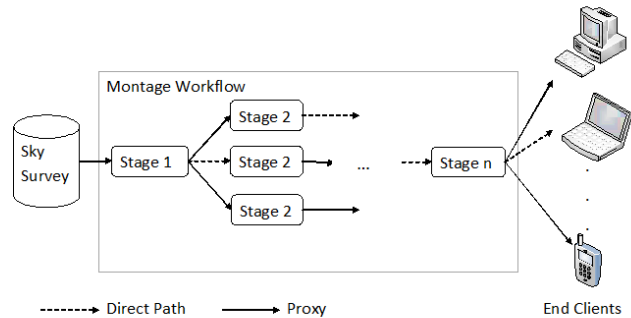 Montage Workflow
Sky
Survey
Stage 1
Stage 2
Stage 2
Stage 2
...
Stage n
Direct Path
Proxy
End Clients